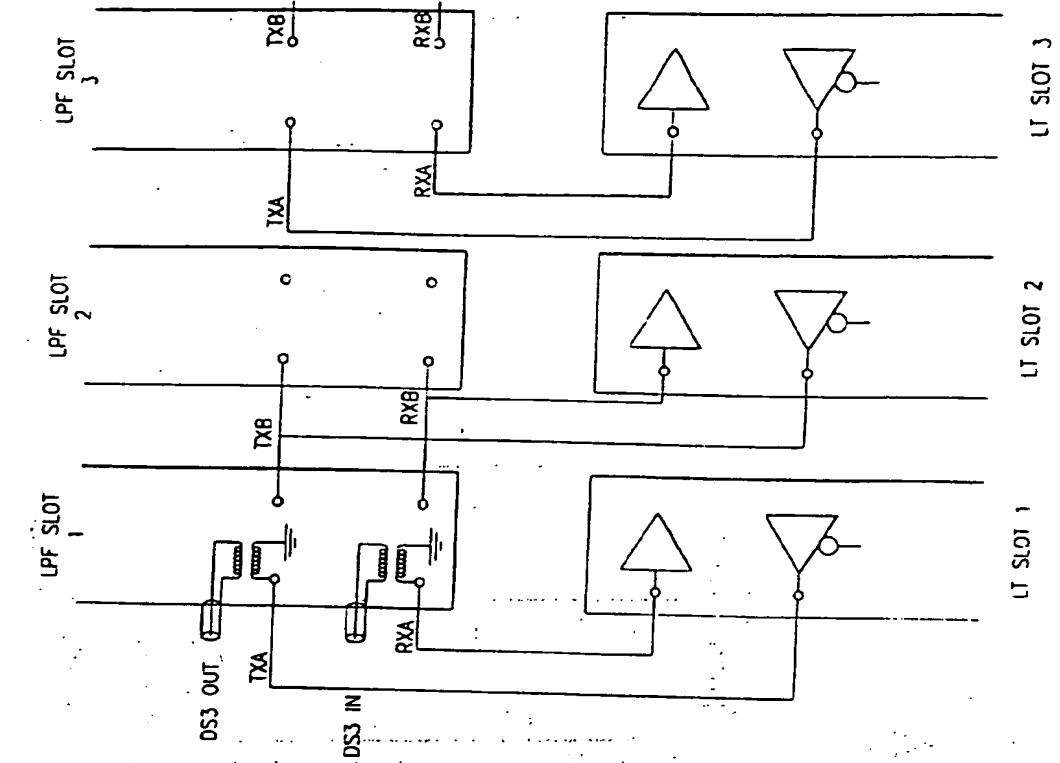 LPF SLOT
3
TXB
RXB
TXA
RXA
LT SLOT 3
LPF SLOT
2
TXB
RXB
LT SLOT 2
LPF SLOT
1
DS3 OUT
TXA
DS3 IN
RXA
LT SLOT 1